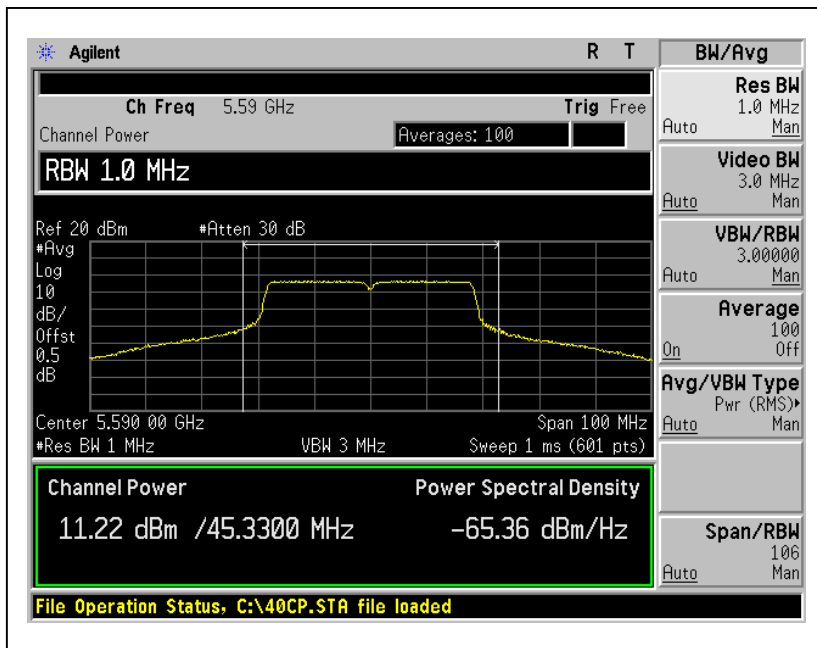 Agilent R T
BW/Avg
Ch Freq 5.59 GHz Trig Free
Channel Power Averages: 100
RBW 1.0 MHz
Ref 20 dBm #Atten 30 dB
#Avg
Log
10
dB/
Offst
0.5
dB
Center 5.590 00 GHz Span 100 MHz
#Res BW 1 MHz VBW 3 MHz Sweep 1 ms (601 pts)
Channel Power Power Spectral Density
11.22 dBm /45.3300 MHz -65.36 dBm/Hz
File Operation Status, C:\40CP.STA file loaded
Res BW
1.0 MHz
Auto Man
Video BW
3.0 MHz
Auto Man
VBW/RBW
3.00000
Auto Man
Average
100
On Off
Avg/VBW Type
Pwr (RMS)▸
Auto Man
Span/RBW
106
Auto Man